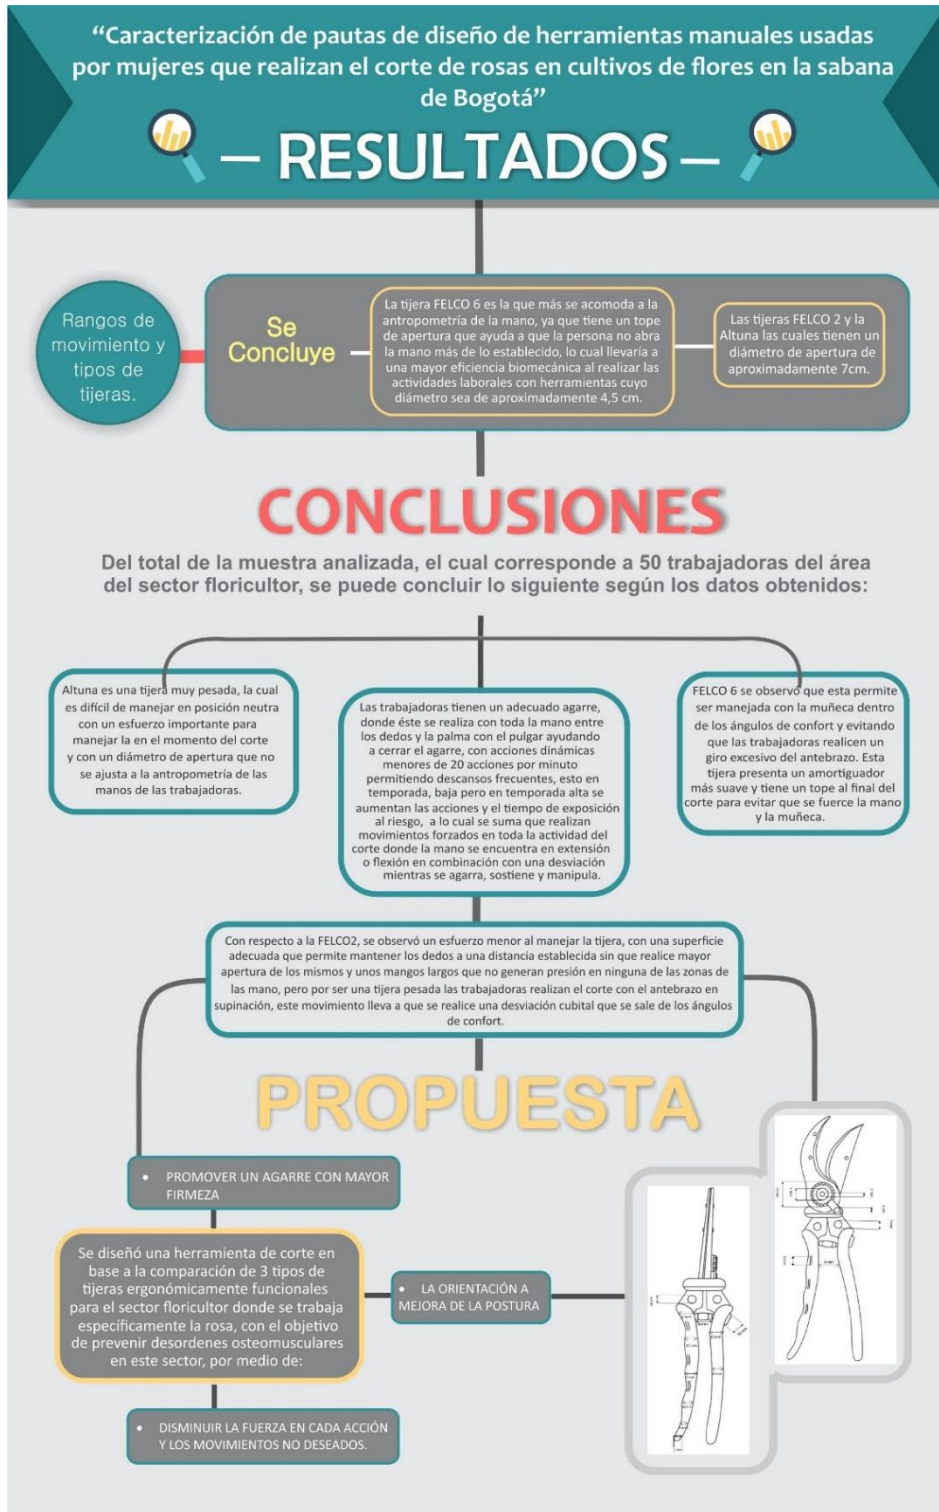 “Caracterización de pautas de diseño de herramientas manuales usadas
por mujeres que realizan el corte de rosas en cultivos de flores en la sabana
de Bogotá”
— RESULTADOS —
Rangos de
movimiento y
tipos de
tijeras.
Se
Concluye
La tijera FELCO 6 es la que más se acomoda a la
antropometría de la mano, ya que tiene un tope
de apertura que ayuda a que la persona no abra
la mano más de lo establecido, lo cual llevaría a
una mayor eficiencia biomecánica al realizar las
actividades laborales con herramientas cuyo
diámetro sea de aproximadamente 4,5 cm.
Las tijeras FELCO 2 y la
Altuna las cuales tienen un
diámetro de apertura de
aproximadamente 7cm.
CONCLUSIONES
Del total de la muestra analizada, el cual corresponde a 50 trabajadoras del área
del sector floricultor, se puede concluir lo siguiente según los datos obtenidos:
Altuna es una tijera muy pesada, la cual
es difícil de manejar en posición neutra
con un esfuerzo importante para
manejar la en el momento del corte
y con un diámetro de apertura que no
se ajusta a la antropometría de las
manos de las trabajadoras.
Las trabajadoras tienen un adecuado agarre,
donde éste se realiza con toda la mano entre
los dedos y la palma con el pulgar ayudando
a cerrar el agarre, con acciones dinámicas
menores de 20 acciones por minuto
permitiendo descansos frecuentes, esto en
temporada, baja pero en temporada alta se
aumentan las acciones y el tiempo de exposición
al riesgo, a lo cual se suma que realizan
movimientos forzados en toda la actividad del
corte donde la mano se encuentra en extensión
o flexión en combinación con una desviación
mientras se agarra, sostiene y manipula.
FELCO 6 se observó que esta permite
ser manejada con la muñeca dentro
de los ángulos de confort y evitando
que las trabajadoras realicen un
giro excesivo del antebrazo. Esta
tijera presenta un amortiguador
más suave y tiene un tope al final del
corte para evitar que se fuerce la mano
y la muñeca.
Con respecto a la FELCO2, se observó un esfuerzo menor al manejar la tijera, con una superficie
adecuada que permite mantener los dedos a una distancia establecida sin que realice mayor
apertura de los mismos y unos mangos largos que no generan presión en ninguna de las zonas de
las mano, pero por ser una tijera pesada las trabajadoras realizan el corte con el antebrazo en
supinación, este movimiento lleva a que se realice una desviación cubital que se sale de los ángulos
de confort.
PROPUESTA
• PROMOVER UN AGARRE CON MAYOR
FIRMEZA
Se diseñó una herramienta de corte en
base a la comparación de 3 tipos de
tijeras ergonómicamente funcionales
para el sector floricultor donde se trabaja
específicamente la rosa, con el objetivo
de prevenir desordenes osteomusculares
en este sector, por medio de:
• LA ORIENTACIÓN A
MEJORA DE LA POSTURA
• DISMINUIR LA FUERZA EN CADA ACCIÓN
Y LOS MOVIMIENTOS NO DESEADOS.